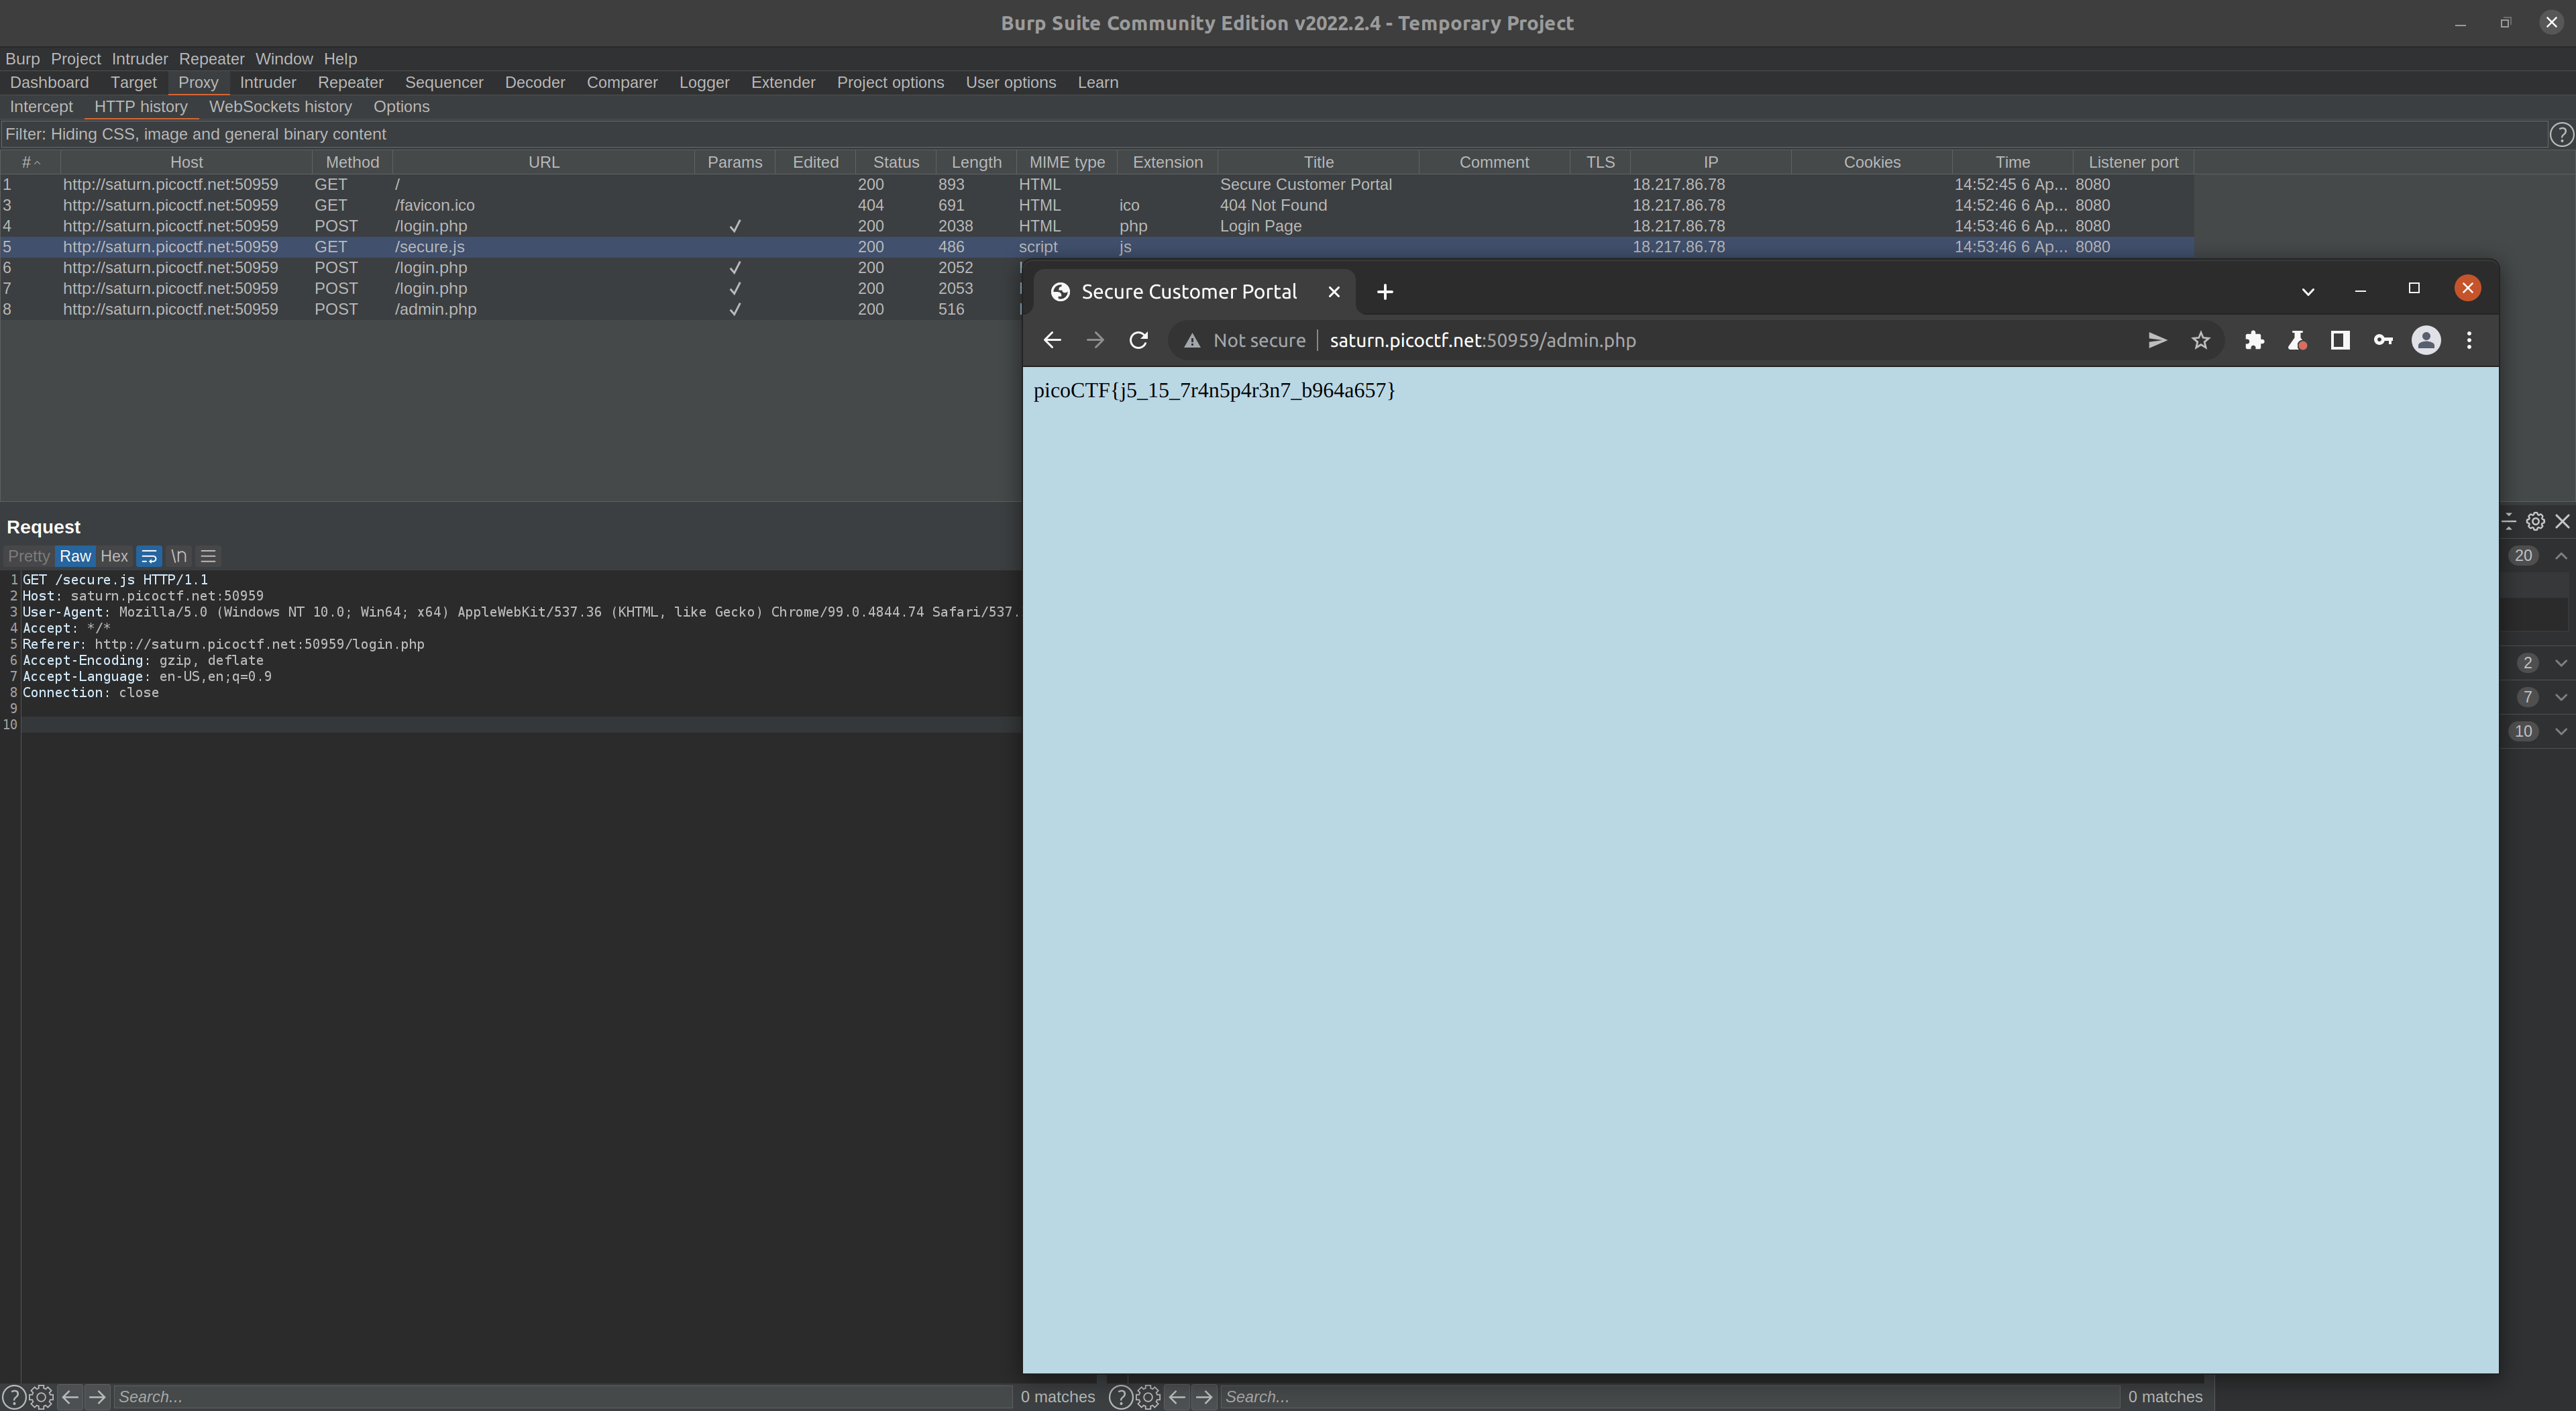 Burp Suite Community Edition v2022.2.4 - Temporary Project
Burp Project Intruder Repeater Window Help
Dashboard Target Proxy Intruder Repeater Sequencer Decoder Comparer Logger Extender Project options User options Learn
Intercept HTTP history WebSockets history Options
Filter: Hiding CSS, image and general binary content
# Host Method URL Params Edited Status Length MIME type Extension Title Comment TLS IP Cookies Time Listener port
1 http://saturn.picoctf.net:50959 GET / 200 893 HTML Secure Customer Portal 18.217.86.78 14:52:45 6 Ap... 8080
3 http://saturn.picoctf.net:50959 GET /favicon.ico 404 691 HTML ico 404 Not Found 18.217.86.78 14:52:46 6 Ap... 8080
4 http://saturn.picoctf.net:50959 POST /login.php ✓ 200 2038 HTML php Login Page 18.217.86.78 14:53:46 6 Ap... 8080
5 http://saturn.picoctf.net:50959 GET /secure.js 200 486 script js 18.217.86.78 14:53:46 6 Ap... 8080
6 http://saturn.picoctf.net:50959 POST /login.php ✓ 200 2052
7 http://saturn.picoctf.net:50959 POST /login.php ✓ 200 2053
8 http://saturn.picoctf.net:50959 POST /admin.php ✓ 200 516
Secure Customer Portal
Not secure saturn.picoctf.net:50959/admin.php
picoCTF{j5_15_7r4n5p4r3n7_b964a657}
Request
Pretty Raw Hex \n
1 GET /secure.js HTTP/1.1
2 Host: saturn.picoctf.net:50959
3 User-Agent: Mozilla/5.0 (Windows NT 10.0; Win64; x64) AppleWebKit/537.36 (KHTML, like Gecko) Chrome/99.0.4844.74 Safari/537.
4 Accept: */*
5 Referer: http://saturn.picoctf.net:50959/login.php
6 Accept-Encoding: gzip, deflate
7 Accept-Language: en-US,en;q=0.9
8 Connection: close
9
10
20
2
7
10
Search... 0 matches Search... 0 matches